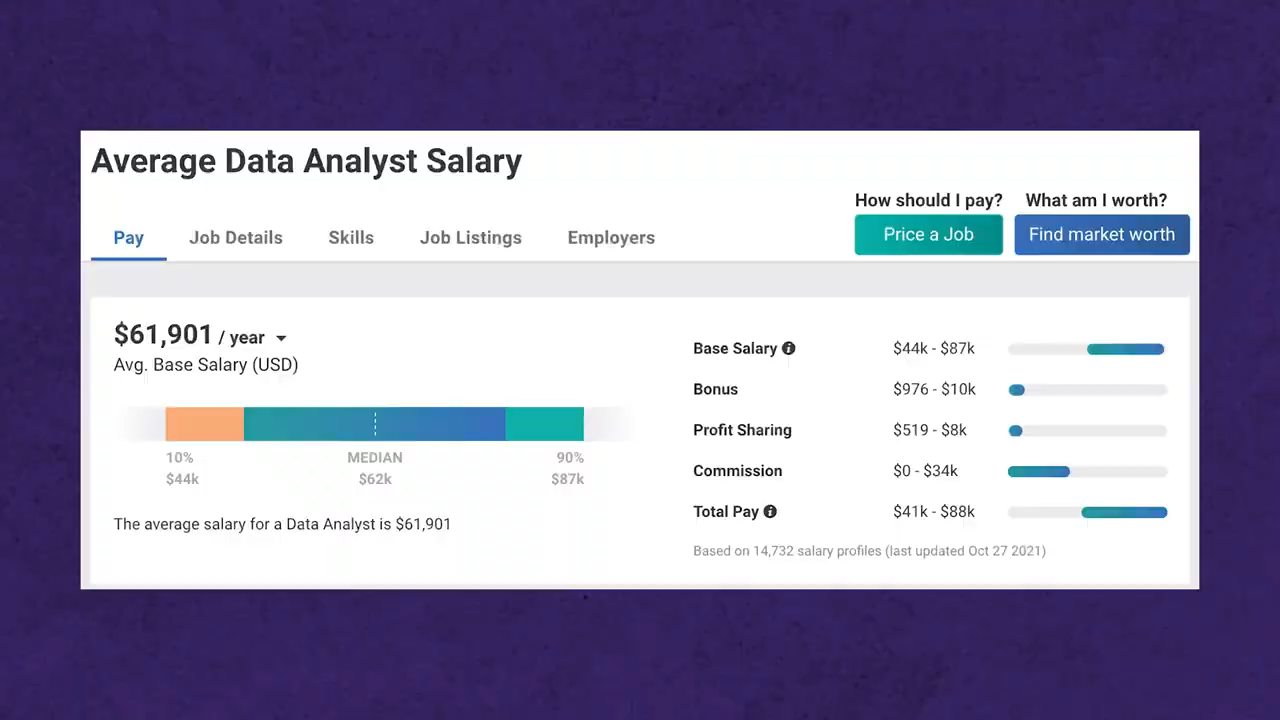 Average Data Analyst Salary
How should I pay? What am I worth?
Pay Job Details Skills Job Listings Employers Price a Job Find market worth
$61,901 / year
Avg. Base Salary (USD)
10% MEDIAN 90%
$44k $62k $87k
The average salary for a Data Analyst is $61,901
Base Salary $44k - $87k
Bonus $976 - $10k
Profit Sharing $519 - $8k
Commission $0 - $34k
Total Pay $41k - $88k
Based on 14,732 salary profiles (last updated Oct 27 2021)